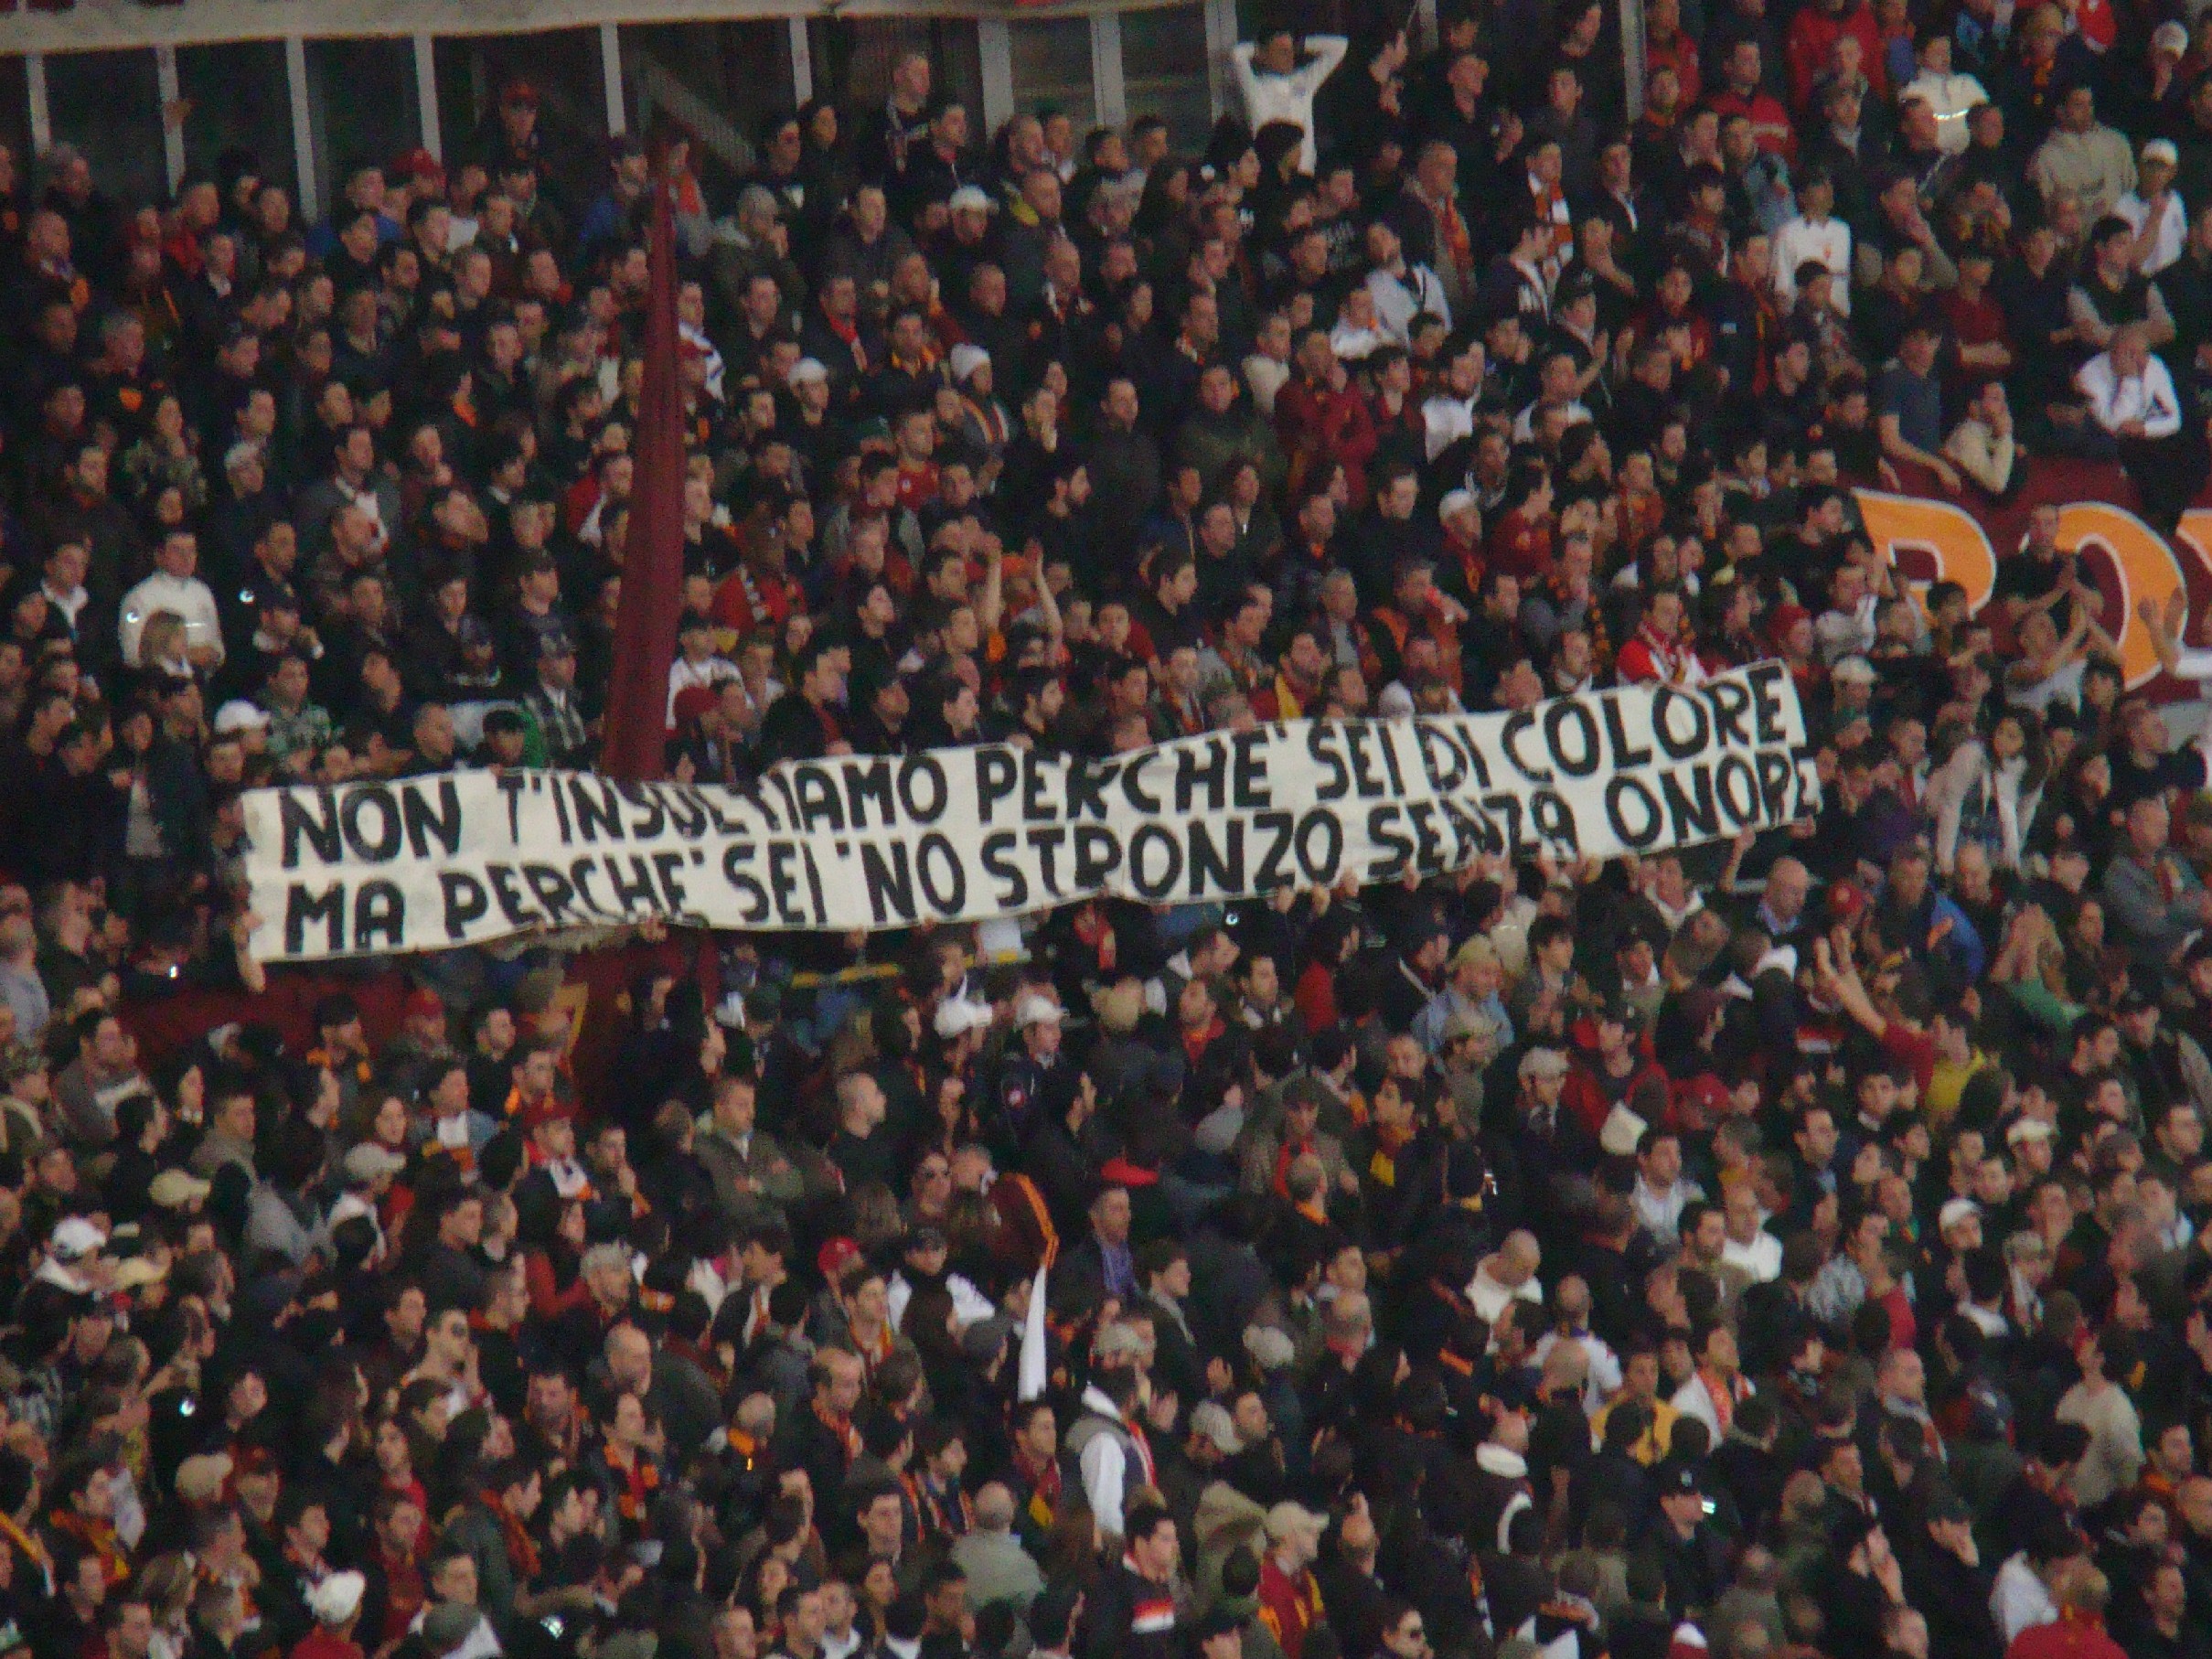 NON T'INSULTIAMO PERCHE' SEI DI COLORE
MA PERCHE' SEI 'NO STRONZO SENZA ONORE